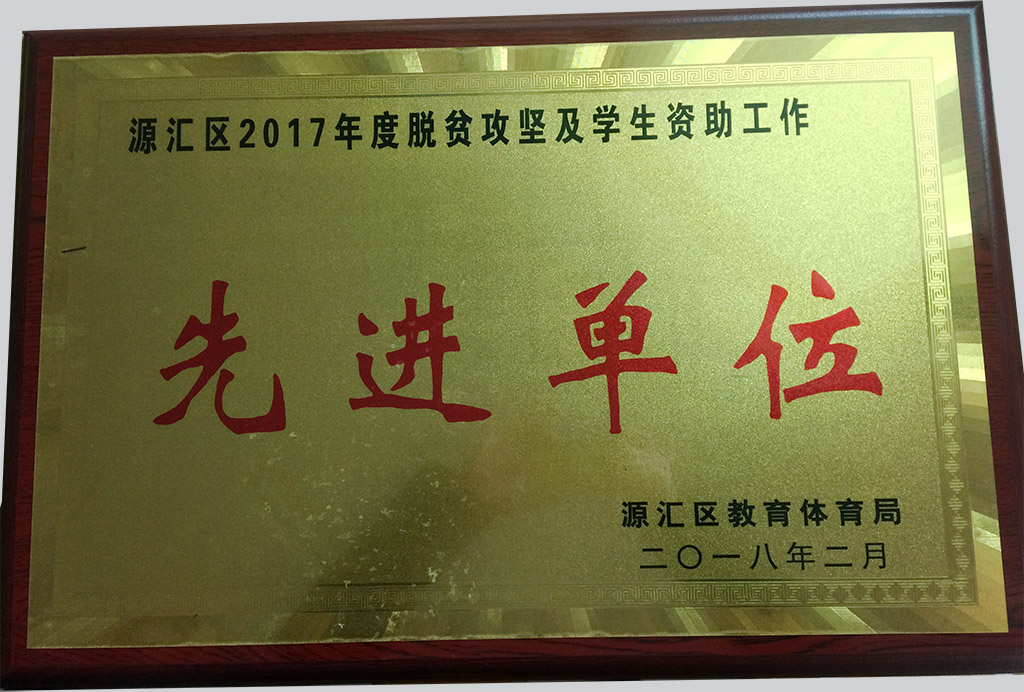 源汇区2017年度脱贫攻坚及学生资助工作
先进单位
源汇区教育体育局
二〇一八年二月